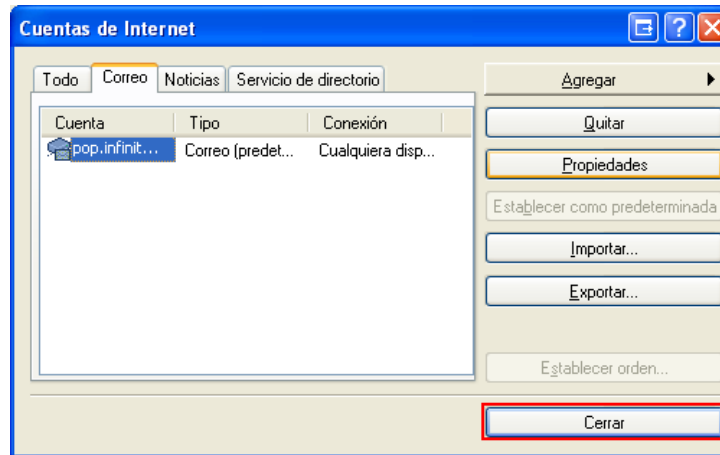 Cuentas de Internet
Todo Correo Noticias Servicio de directorio
Cuenta Tipo Conexión
pop.infinit... Correo (predet... Cualquiera disp...
Agregar
Quitar
Propiedades
Establecer como predeterminada
Importar...
Exportar...
Establecer orden...
Cerrar